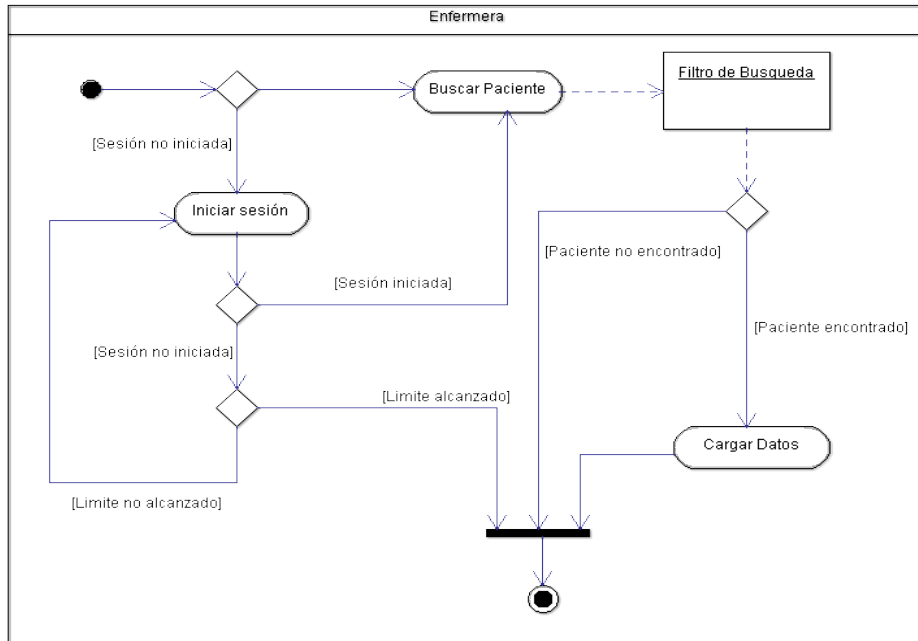 Enfermera
Buscar Paciente
Filtro de Busqueda
[Sesión no iniciada]
Iniciar sesión
[Paciente no encontrado]
[Sesión iniciada]
[Paciente encontrado]
[Sesión no iniciada]
[Limite alcanzado]
Cargar Datos
[Limite no alcanzado]